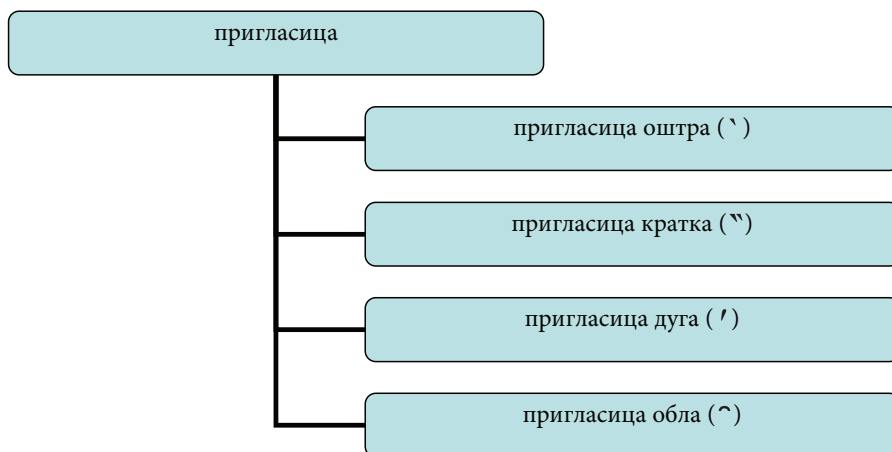 пригласица
пригласица оштра (ˋ)
пригласица кратка (˵)
пригласица дуга (ˊ)
пригласица обла (⌢)